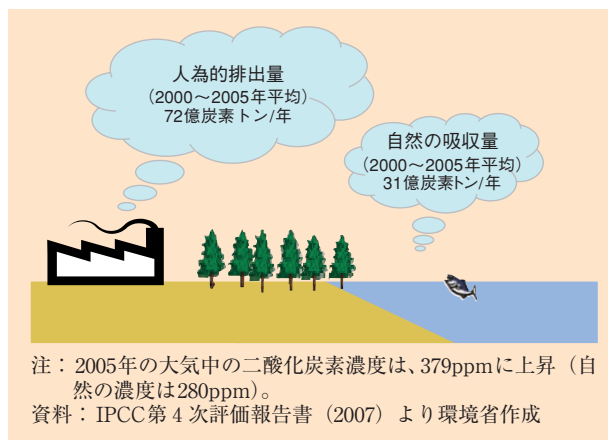 人為的排出量
(2000～2005年平均)
72億炭素トン/年
自然の吸収量
(2000～2005年平均)
31億炭素トン/年
注：2005年の大気中の二酸化炭素濃度は、379ppmに上昇（自
然の濃度は280ppm）。
資料：IPCC第4次評価報告書（2007）より環境省作成